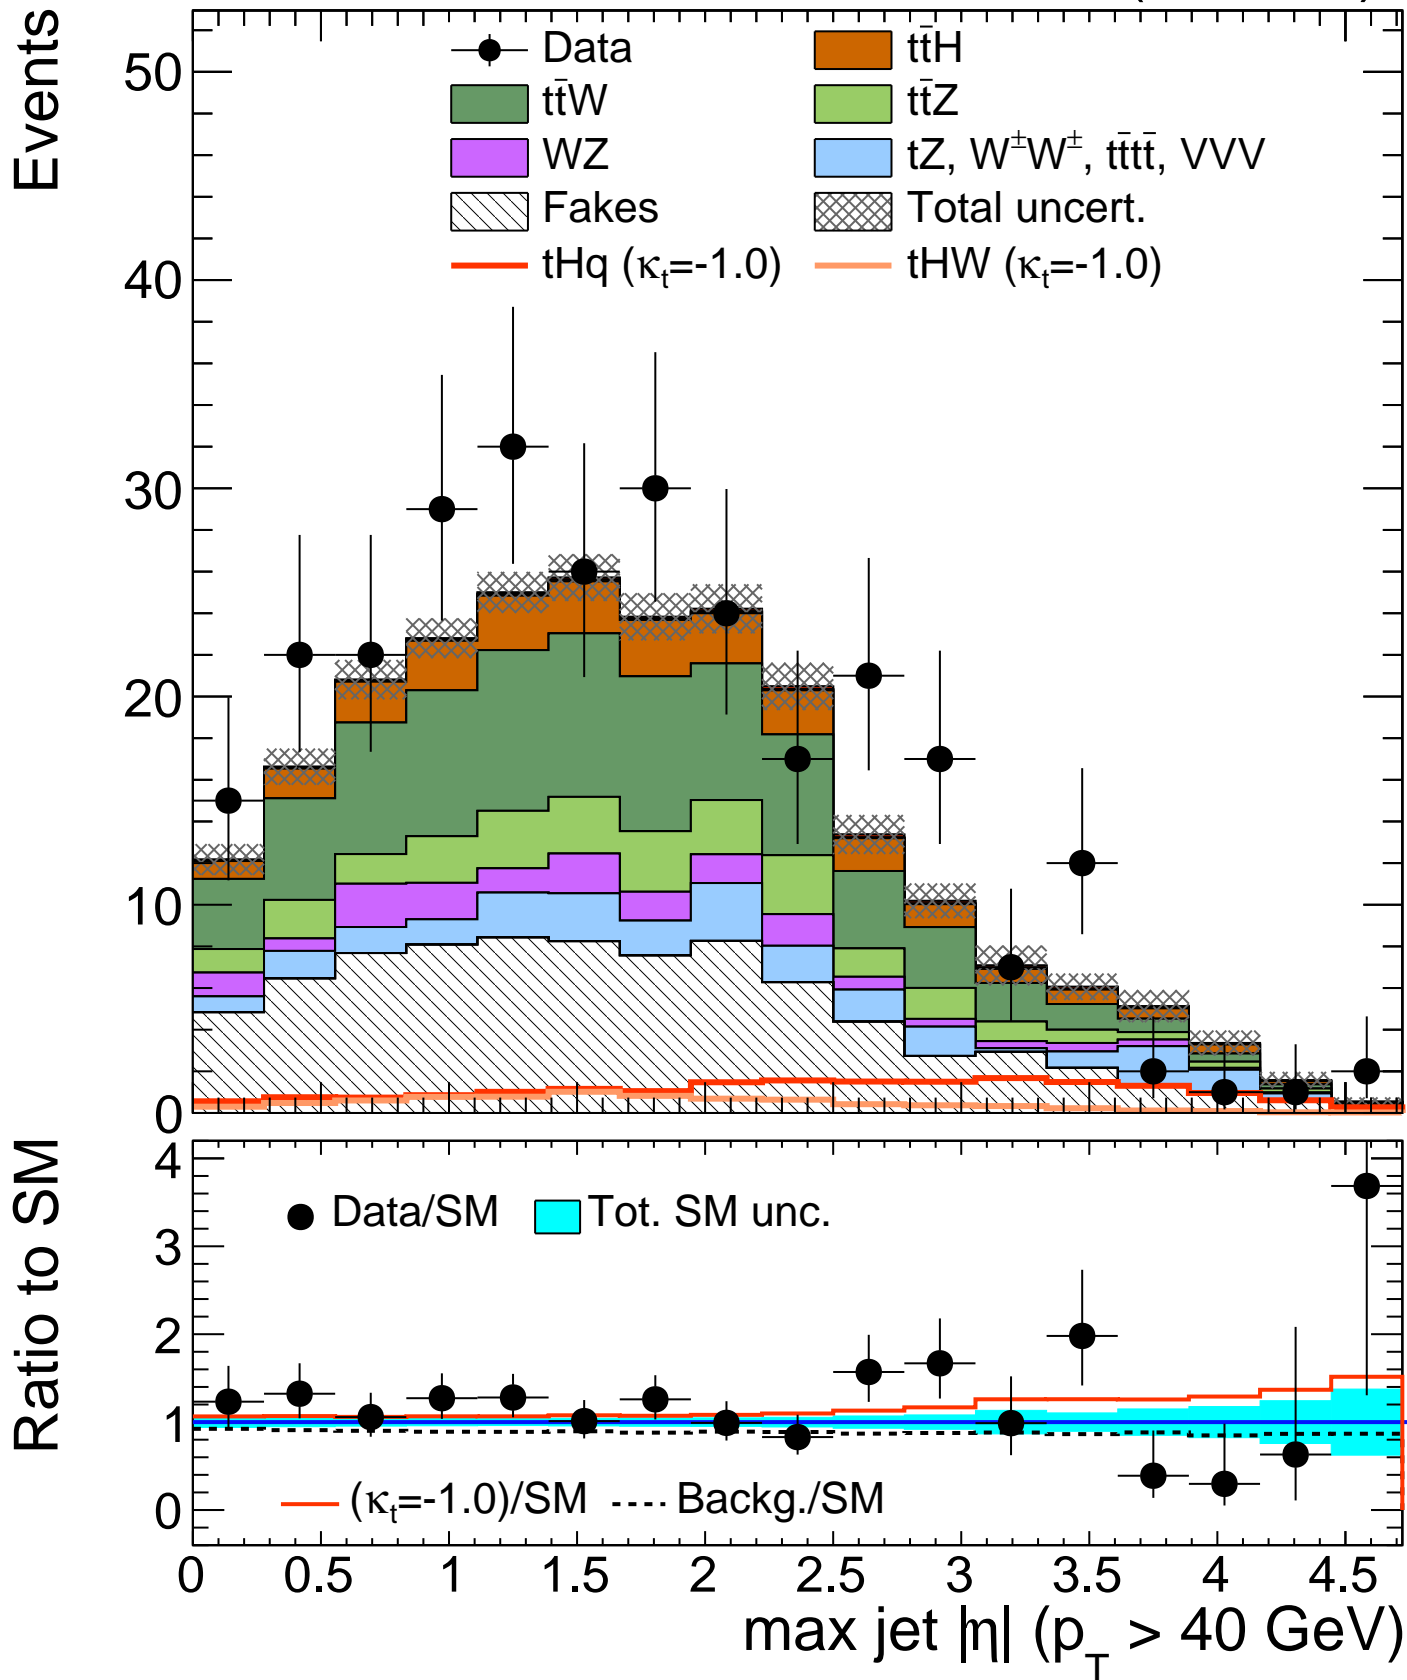 Events
50
40
30
20
10
0
Data
tt̄H
tt̄W
tt̄Z
WZ
tZ, W±W±, tt̄tt̄, VVV
Fakes
Total uncert.
tHq (κt=-1.0)
tHW (κt=-1.0)
Ratio to SM
4
3
2
1
0
Data/SM
Tot. SM unc.
(κt=-1.0)/SM
Backg./SM
0 0.5 1 1.5 2 2.5 3 3.5 4 4.5
max jet |η| (pT > 40 GeV)